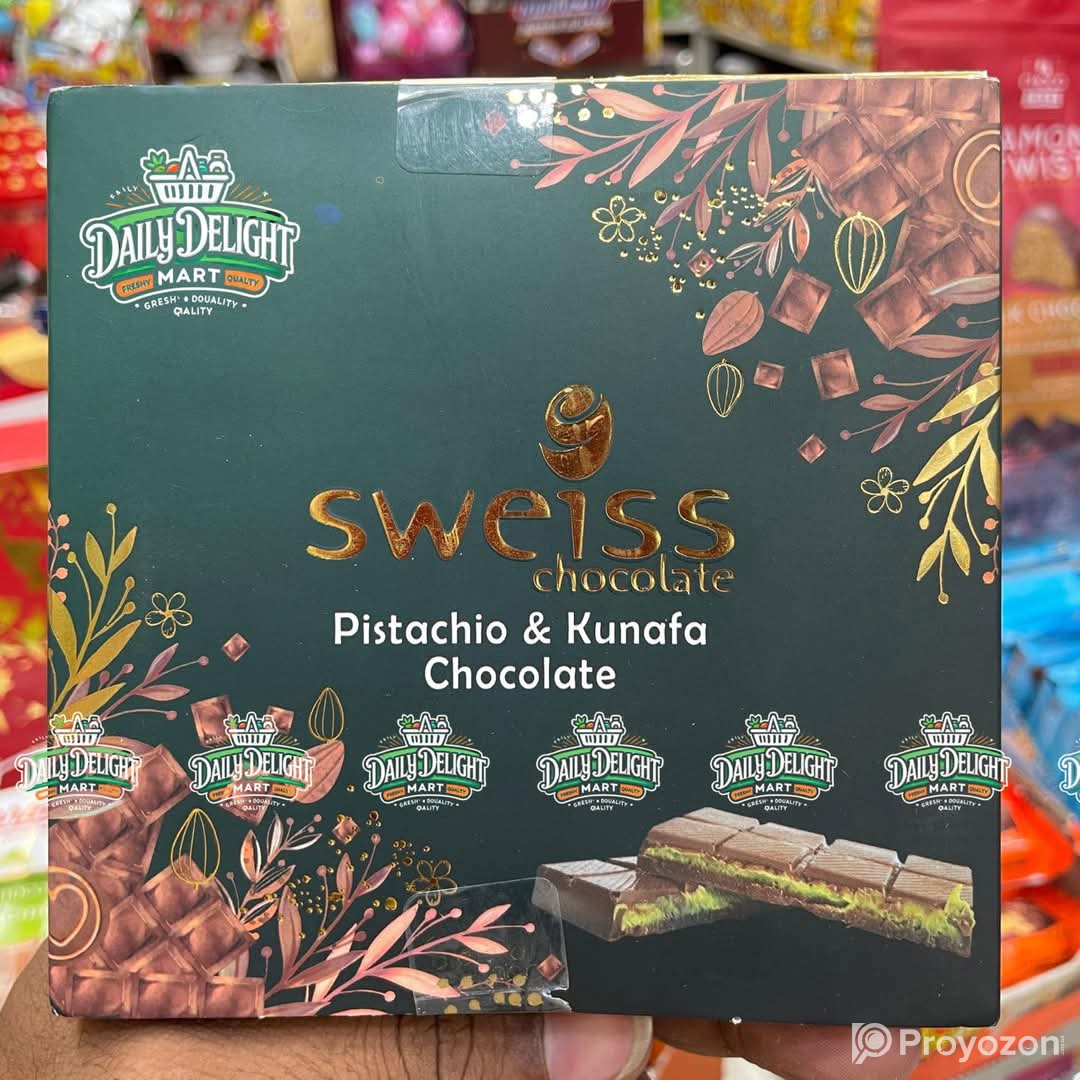 DAILY
DAILY DELIGHT
FRESHY MART QUALTY
GRESH' • DOUALITY •
QIALITY
sweiss
chocolate
Pistachio & Kunafa
Chocolate
DAILY DELIGHT
MART
DAILY DELIGHT
MART
DAILY DELIGHT
MART
DAILY DELIGHT
MART
DAILY DELIGHT
MART
DAILY DELIGHT
MART
Proyozon